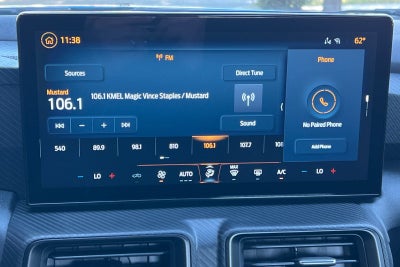 11:38
62°
FM
Phone
Sources
Direct Tune
Mustard
106.1
106.1 KMEL Magic Vince Staples / Mustard
Sound
No Paired Phone
Add Phone
540 89.9 98.1 810 106.1 107.7
MAX
LO AUTO A/C LO